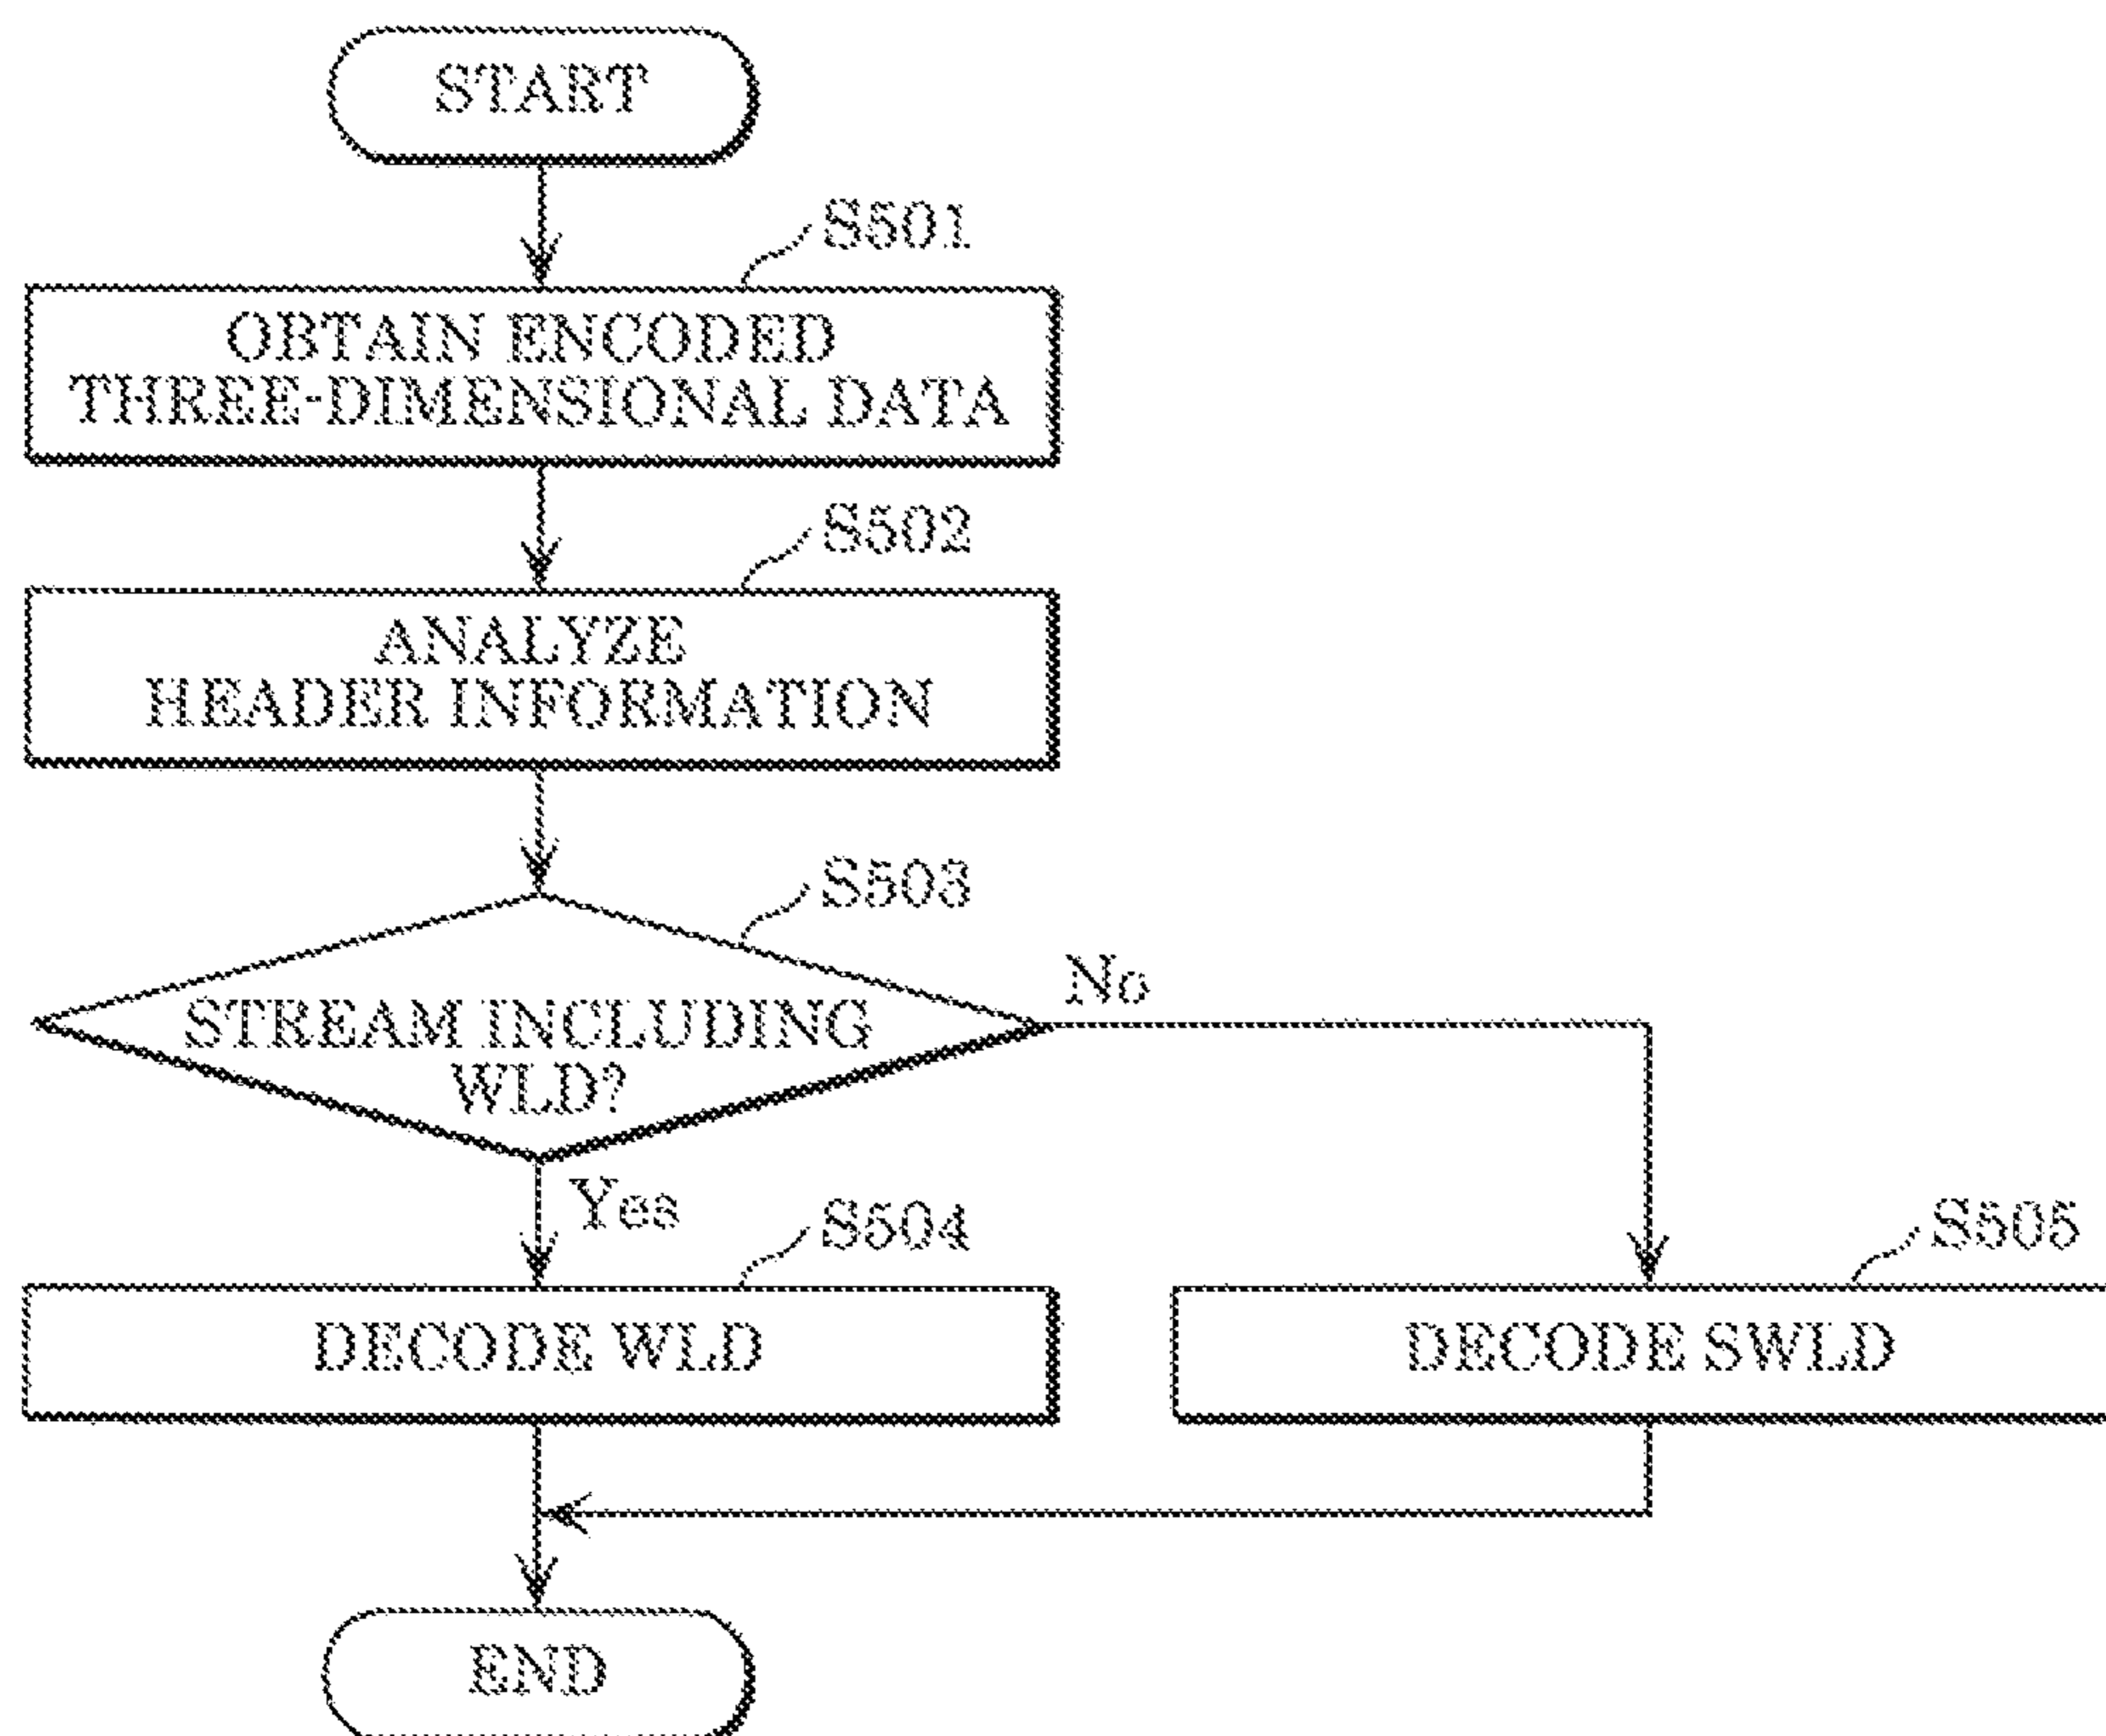 START
S501
OBTAIN ENCODED
THREE-DIMENSIONAL DATA
S502
ANALYZE
HEADER INFORMATION
S503
STREAM INCLUDING
WLD?
No
Yes
S504
S505
DECODE WLD
DECODE SWLD
END